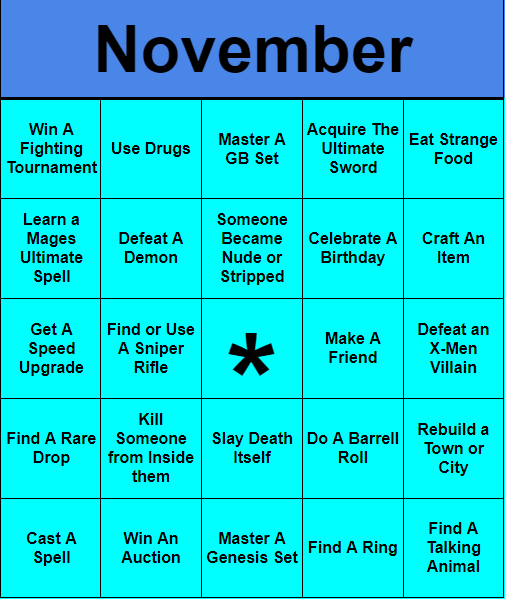 November
Win A
Fighting
Tournament
Use Drugs
Master A
GB Set
Acquire The
Ultimate
Sword
Eat Strange
Food
Learn a
Mages
Ultimate
Spell
Defeat A
Demon
Someone
Became
Nude or
Stripped
Celebrate A
Birthday
Craft An
Item
Get A
Speed
Upgrade
Find or Use
A Sniper
Rifle
*
Make A
Friend
Defeat an
X-Men
Villain
Find A Rare
Drop
Kill
Someone
from Inside
them
Slay Death
Itself
Do A Barrell
Roll
Rebuild a
Town or
City
Cast A
Spell
Win An
Auction
Master A
Genesis Set
Find A Ring
Find A
Talking
Animal